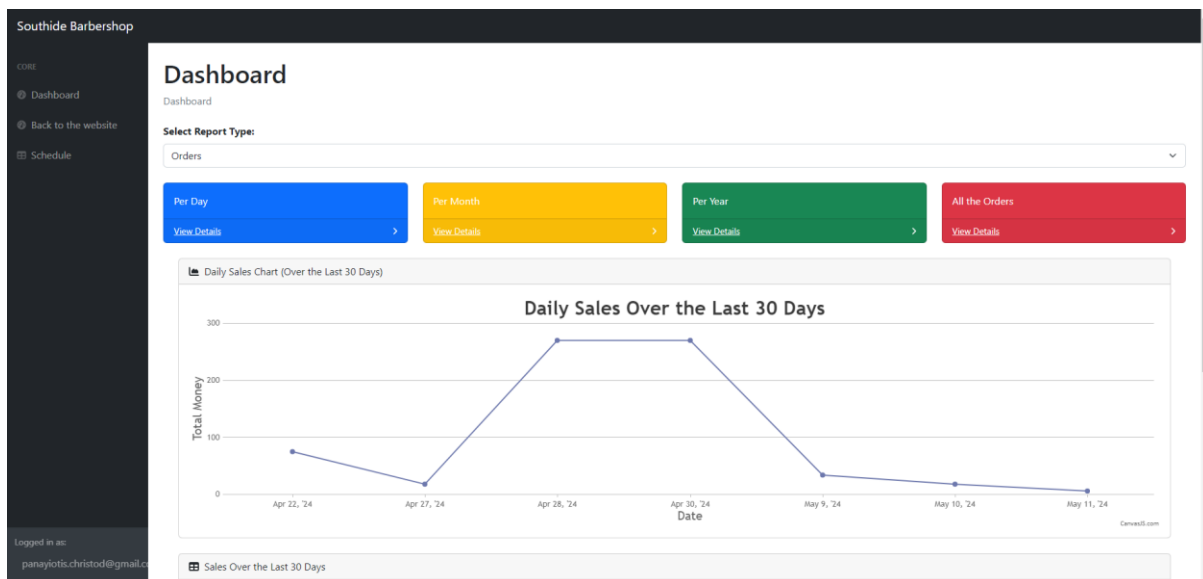 Southide Barbershop
CORE
Dashboard
Back to the website
Schedule
Logged in as:
panayiotis.christod@gmail.c
Dashboard
Dashboard
Select Report Type:
Orders
Per Day
View Details
Per Month
View Details
Per Year
View Details
All the Orders
View Details
Daily Sales Chart (Over the Last 30 Days)
Daily Sales Over the Last 30 Days
Total Money
300
200
100
0
Apr 22, '24
Apr 27, '24
Apr 28, '24
Apr 30, '24
May 9, '24
May 10, '24
May 11, '24
Date
CanvasJS.com
Sales Over the Last 30 Days